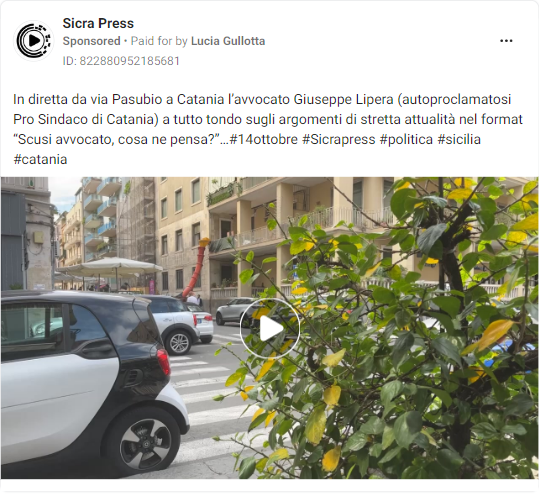 Sicra Press
Sponsored • Paid for by Lucia Gullotta
ID: 822880952185681
In diretta da via Pasubio a Catania l'avvocato Giuseppe Lipera (autoproclamatosi
Pro Sindaco di Catania) a tutto tondo sugli argomenti di stretta attualità nel format
“Scusi avvocato, cosa ne pensa?”…#14ottobre #Sicrapress #politica #sicilia
#catania